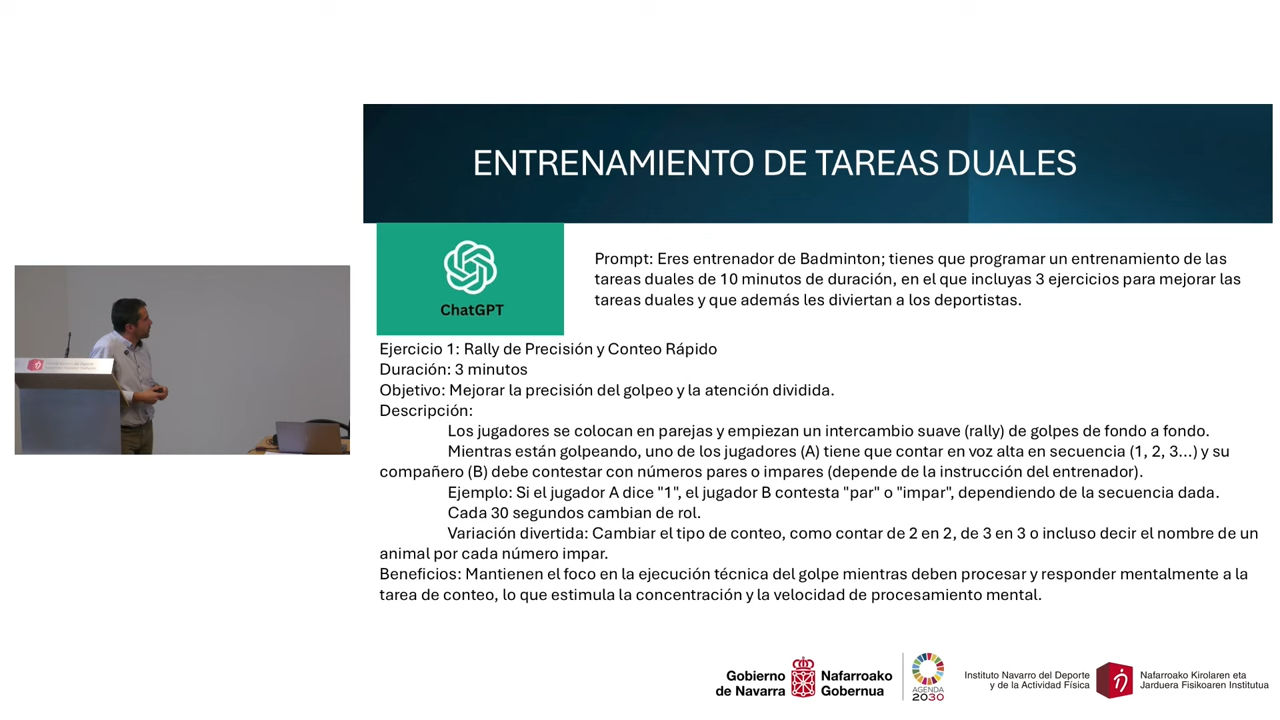 ENTRENAMIENTO DE TAREAS DUALES
ChatGPT
Prompt: Eres entrenador de Badminton; tienes que programar un entrenamiento de las
tareas duales de 10 minutos de duración, en el que incluyas 3 ejercicios para mejorar las
tareas duales y que además les diviertan a los deportistas.
Ejercicio 1: Rally de Precisión y Conteo Rápido
Duración: 3 minutos
Objetivo: Mejorar la precisión del golpeo y la atención dividida.
Descripción:
Los jugadores se colocan en parejas y empiezan un intercambio suave (rally) de golpes de fondo a fondo.
Mientras están golpeando, uno de los jugadores (A) tiene que contar en voz alta en secuencia (1, 2, 3...) y su
compañero (B) debe contestar con números pares o impares (depende de la instrucción del entrenador).
Ejemplo: Si el jugador A dice "1", el jugador B contesta "par" o "impar", dependiendo de la secuencia dada.
Cada 30 segundos cambian de rol.
Variación divertida: Cambiar el tipo de conteo, como contar de 2 en 2, de 3 en 3 o incluso decir el nombre de un
animal por cada número impar.
Beneficios: Mantienen el foco en la ejecución técnica del golpe mientras deben procesar y responder mentalmente a la
tarea de conteo, lo que estimula la concentración y la velocidad de procesamiento mental.
Gobierno
de Navarra
Nafarroako
Gobernua
AGENDA
2030
Instituto Navarro del Deporte
y de la Actividad Física
Nafarroako Kirolaren eta
Jarduera Fisikoaren Institutua